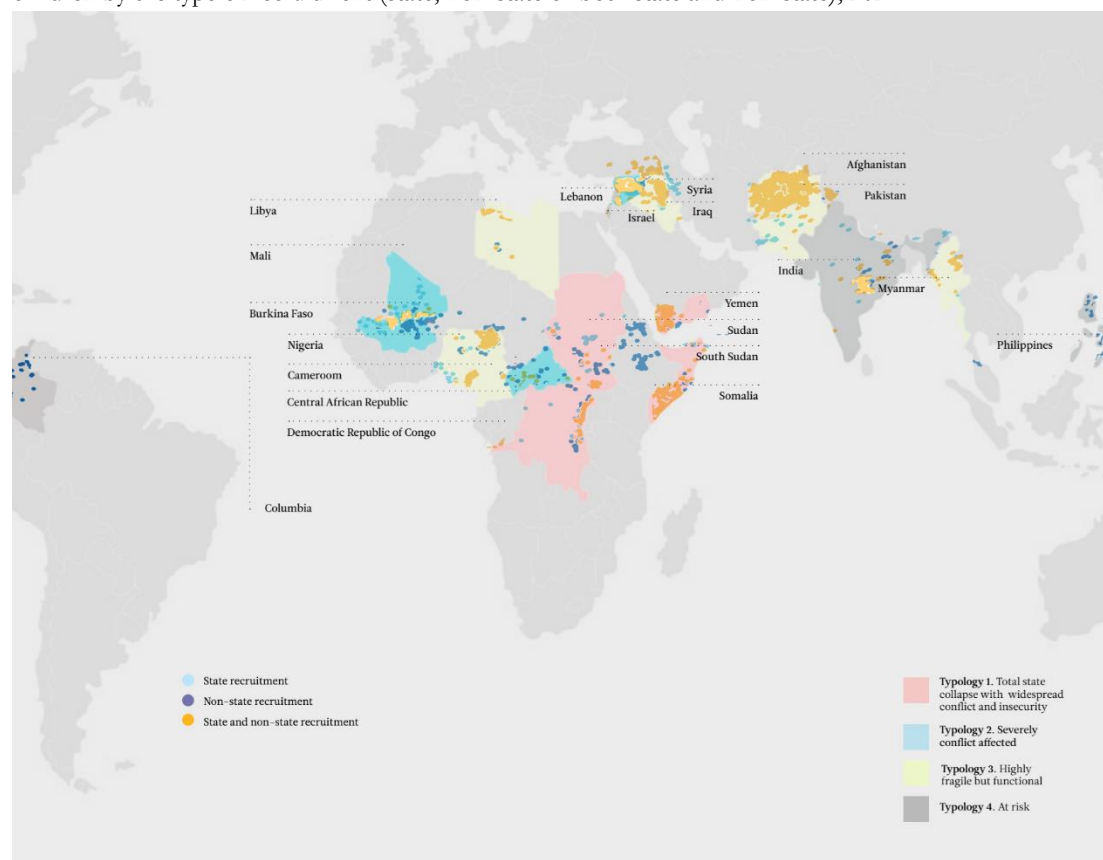 Afghanistan
Syria
Pakistan
Lebanon
Libya
Iraq
Israel
Mali
India
Myanmar
Yemen
Burkina Faso
Sudan
Nigeria
Philippines
South Sudan
Cameroom
Somalia
Central African Republic
Democratic Republic of Congo
Columbia
State recruitment
Non-state recruitment
State and non-state recruitment
Typology 1. Total state
collapse with widespread
conflict and insecurity
Typology 2. Severely
conflict affected
Typology 3. Highly
fragile but functional
Typology 4. At risk